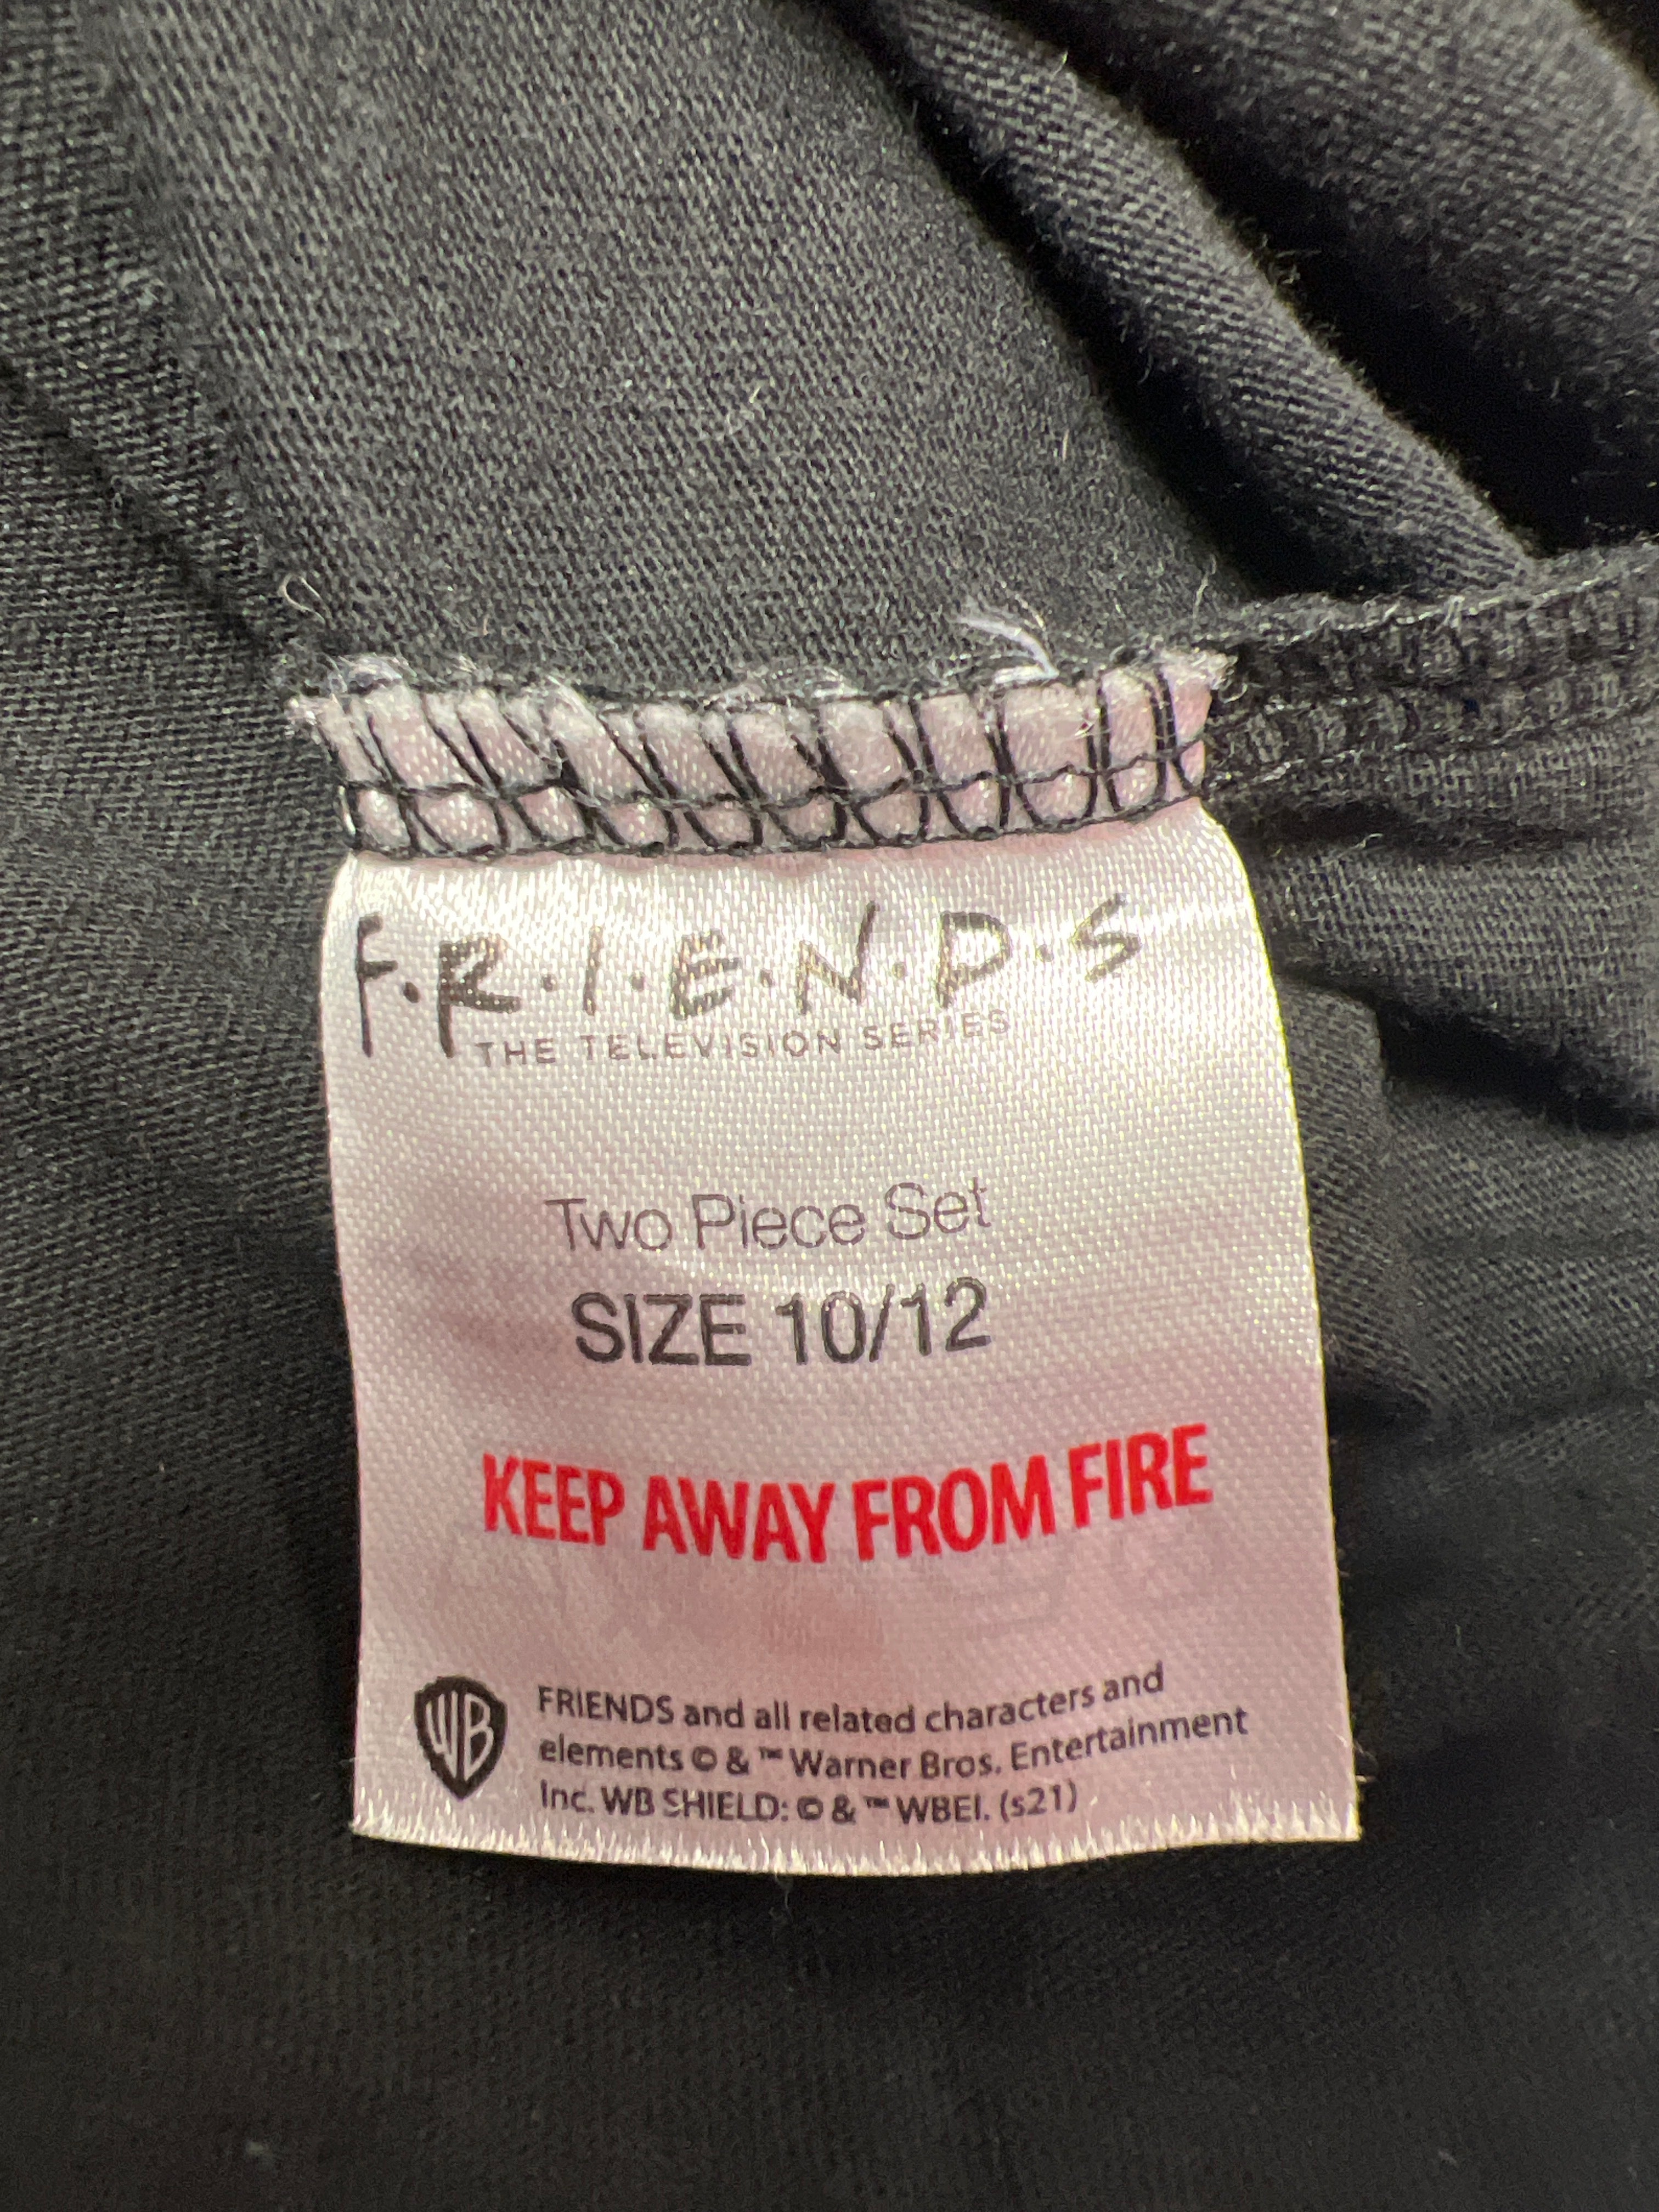 F·R·I·E·N·D·S
THE TELEVISION SERIES
Two Piece Set
SIZE 10/12
KEEP AWAY FROM FIRE
WB
FRIENDS and all related characters and
elements © & ™ Warner Bros. Entertainment
Inc. WB SHIELD: © & ™ WBEI. (s21)